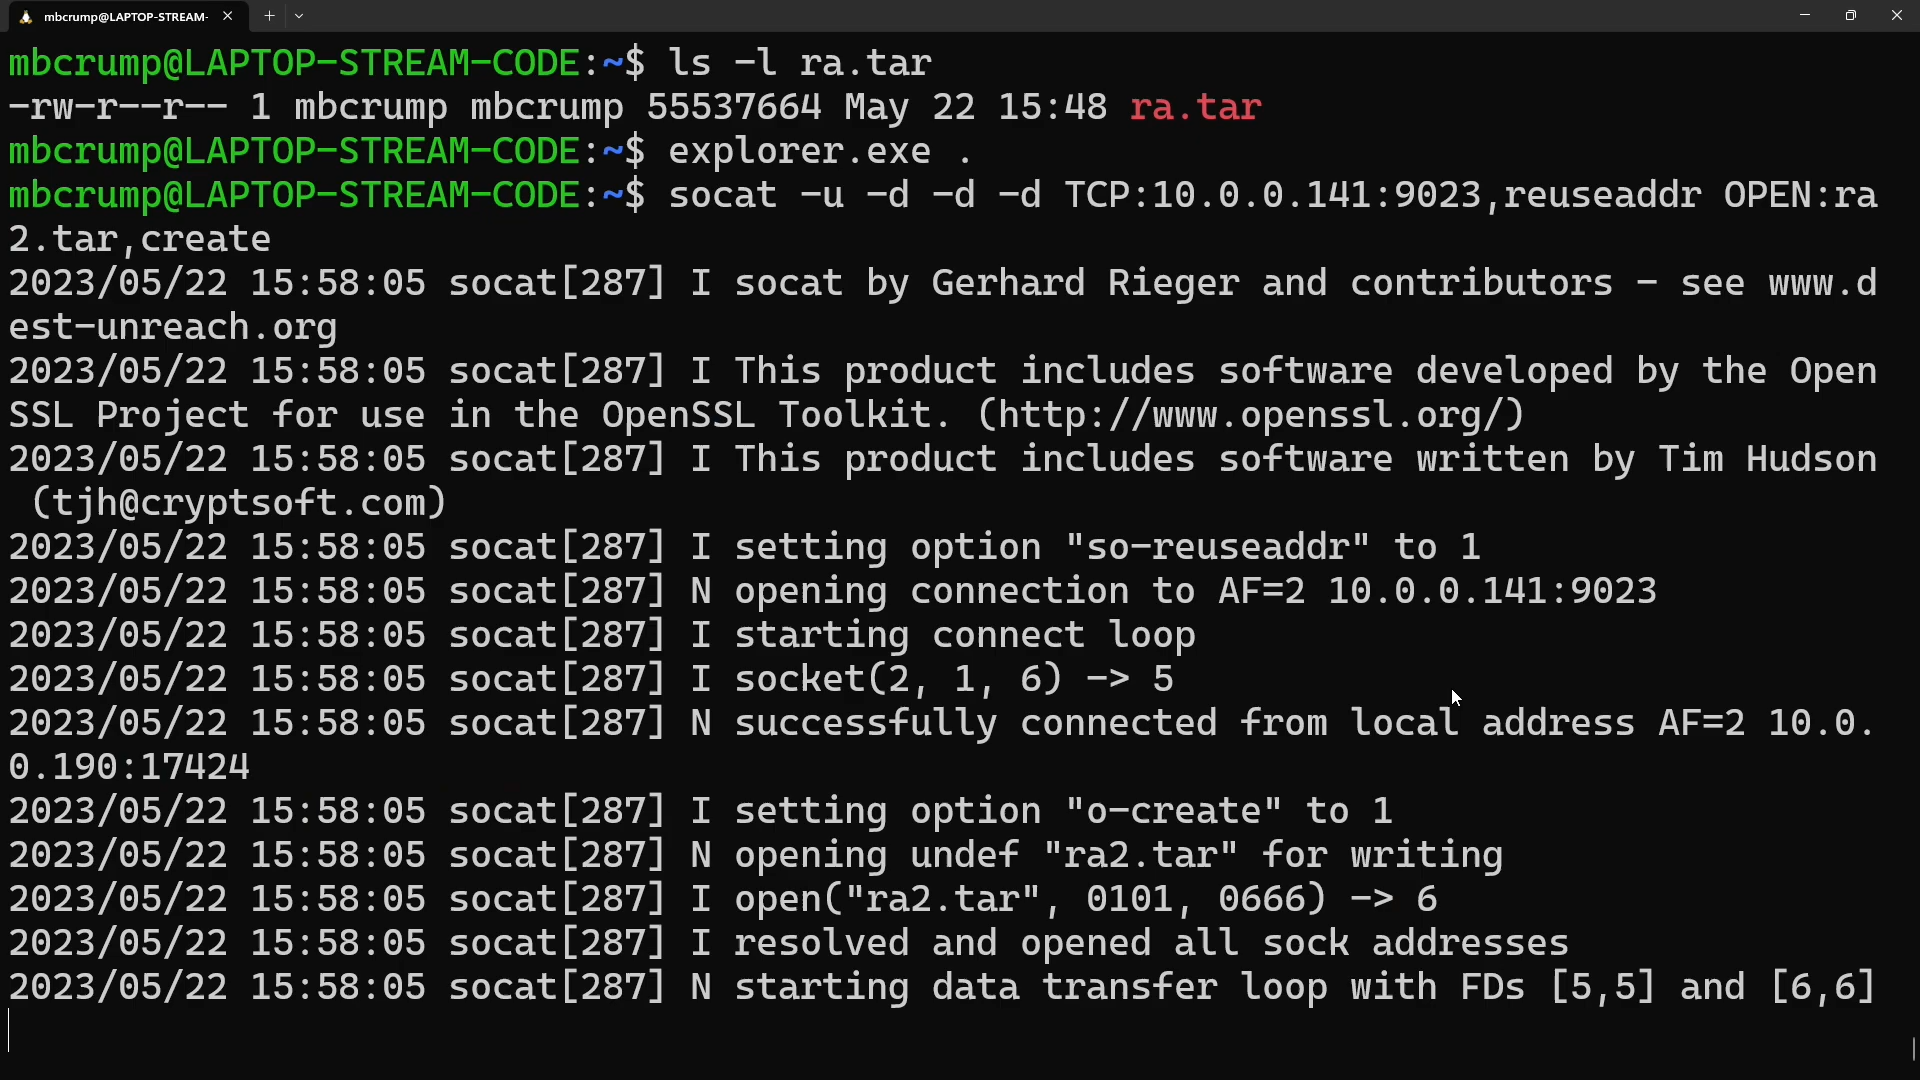 mbcrump@LAPTOP-STREAM-
mbcrump@LAPTOP-STREAM-CODE:~$ ls -l ra.tar
-rw-r--r-- 1 mbcrump mbcrump 55537664 May 22 15:48 ra.tar
mbcrump@LAPTOP-STREAM-CODE:~$ explorer.exe .
mbcrump@LAPTOP-STREAM-CODE:~$ socat -u -d -d -d TCP:10.0.0.141:9023,reuseaddr OPEN:ra
2.tar,create
2023/05/22 15:58:05 socat[287] I socat by Gerhard Rieger and contributors - see www.d
est-unreach.org
2023/05/22 15:58:05 socat[287] I This product includes software developed by the Open
SSL Project for use in the OpenSSL Toolkit. (http://www.openssl.org/)
2023/05/22 15:58:05 socat[287] I This product includes software written by Tim Hudson
 (tjh@cryptsoft.com)
2023/05/22 15:58:05 socat[287] I setting option "so-reuseaddr" to 1
2023/05/22 15:58:05 socat[287] N opening connection to AF=2 10.0.0.141:9023
2023/05/22 15:58:05 socat[287] I starting connect loop
2023/05/22 15:58:05 socat[287] I socket(2, 1, 6) -> 5
2023/05/22 15:58:05 socat[287] N successfully connected from local address AF=2 10.0.
0.190:17424
2023/05/22 15:58:05 socat[287] I setting option "o-create" to 1
2023/05/22 15:58:05 socat[287] N opening undef "ra2.tar" for writing
2023/05/22 15:58:05 socat[287] I open("ra2.tar", 0101, 0666) -> 6
2023/05/22 15:58:05 socat[287] I resolved and opened all sock addresses
2023/05/22 15:58:05 socat[287] N starting data transfer loop with FDs [5,5] and [6,6]